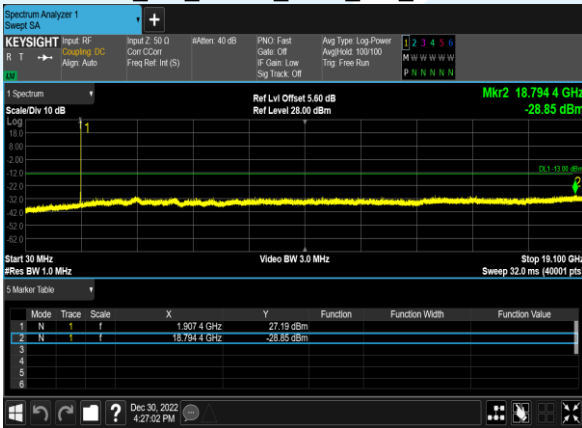 Spectrum Analyzer 1
Swept SA
+
KEYSIGHT Input: RF Input Z: 50 Ω #Atten: 40 dB PNO: Fast Avg Type: Log-Power 1 2 3 4 5 6
R T Coupling: DC Corr CCorr Gate: Off Avg|Hold: 100/100 M W W W W W
Align: Auto Freq Ref: Int (S) IF Gain: Low Trig: Free Run
LXI Sig Track: Off P N N N N N
1 Spectrum Ref Lvl Offset 5.60 dB Mkr2 18.794 4 GHz
Scale/Div 10 dB Ref Level 28.00 dBm -28.85 dBm
Log
18.0
8.00
-2.00
-12.0
-22.0
-32.0
-42.0
-52.0
-62.0
1
DL1 -13.00 dBm
2
Start 30 MHz Video BW 3.0 MHz Stop 19.100 GHz
#Res BW 1.0 MHz Sweep 32.0 ms (40001 pts)
5 Marker Table
Mode Trace Scale X Y Function Function Width Function Value
1 N 1 f 1.907 4 GHz 27.19 dBm
2 N 1 f 18.794 4 GHz -28.85 dBm
3
4
5
6
? Dec 30, 2022
4:27:02 PM